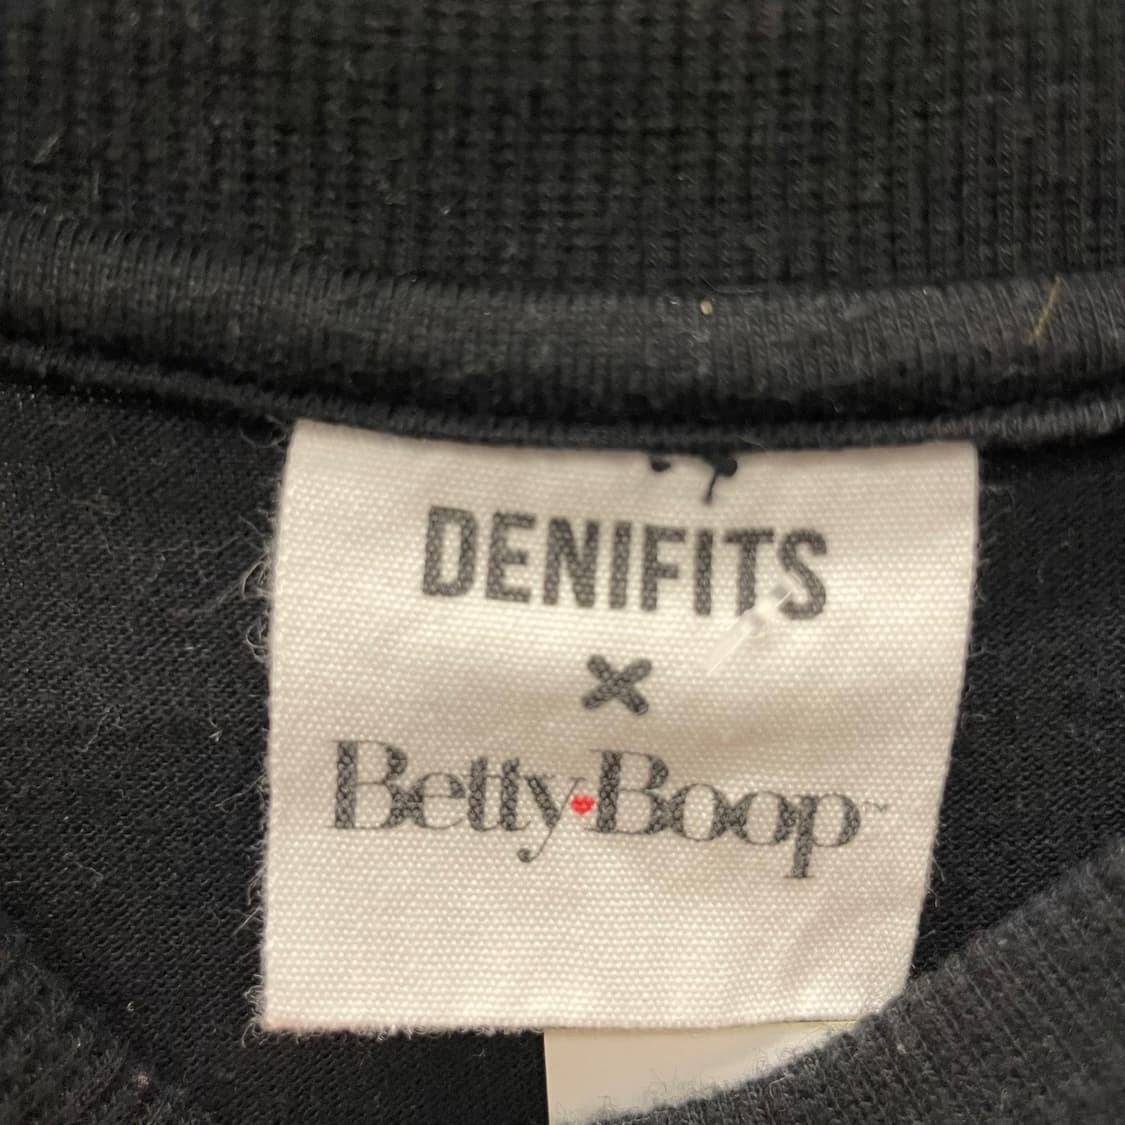 DENIFITS
×
Betty Boop™